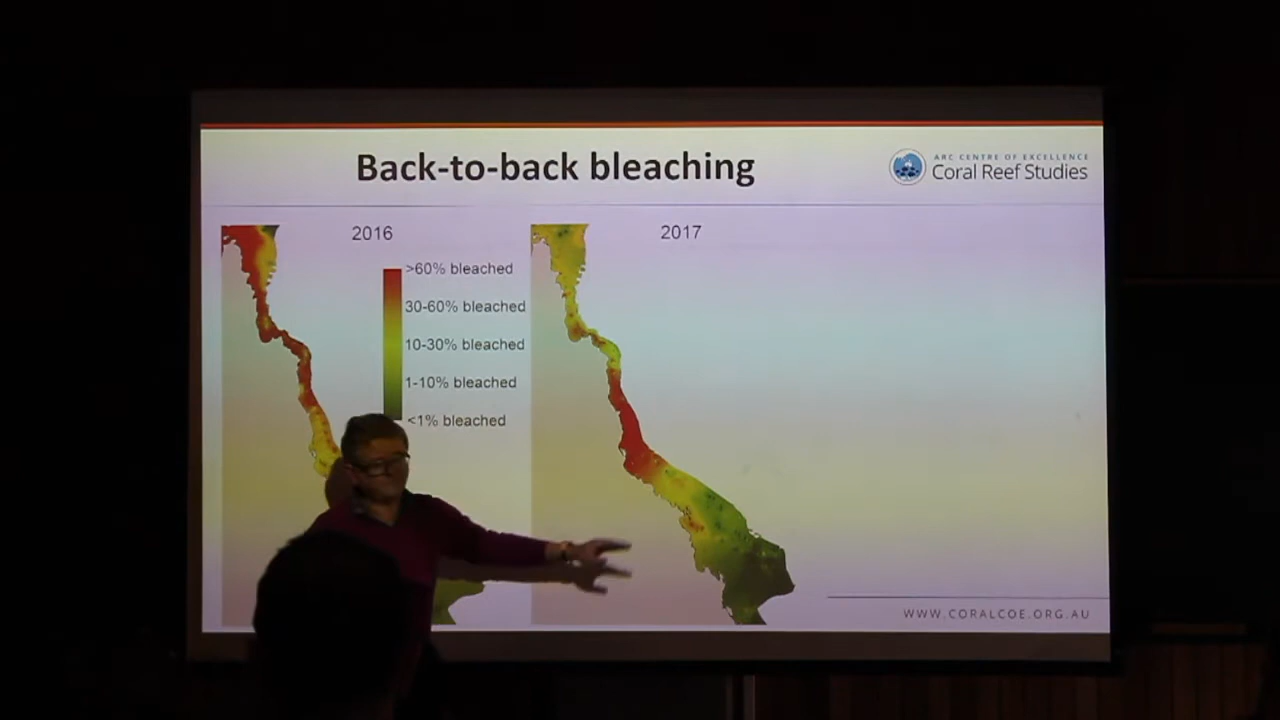 Back-to-back bleaching
ARC CENTRE OF EXCELLENCE
Coral Reef Studies
2016
>60% bleached
30-60% bleached
10-30% bleached
1-10% bleached
<1% bleached
2017
WWW.CORALCOE.ORG.AU